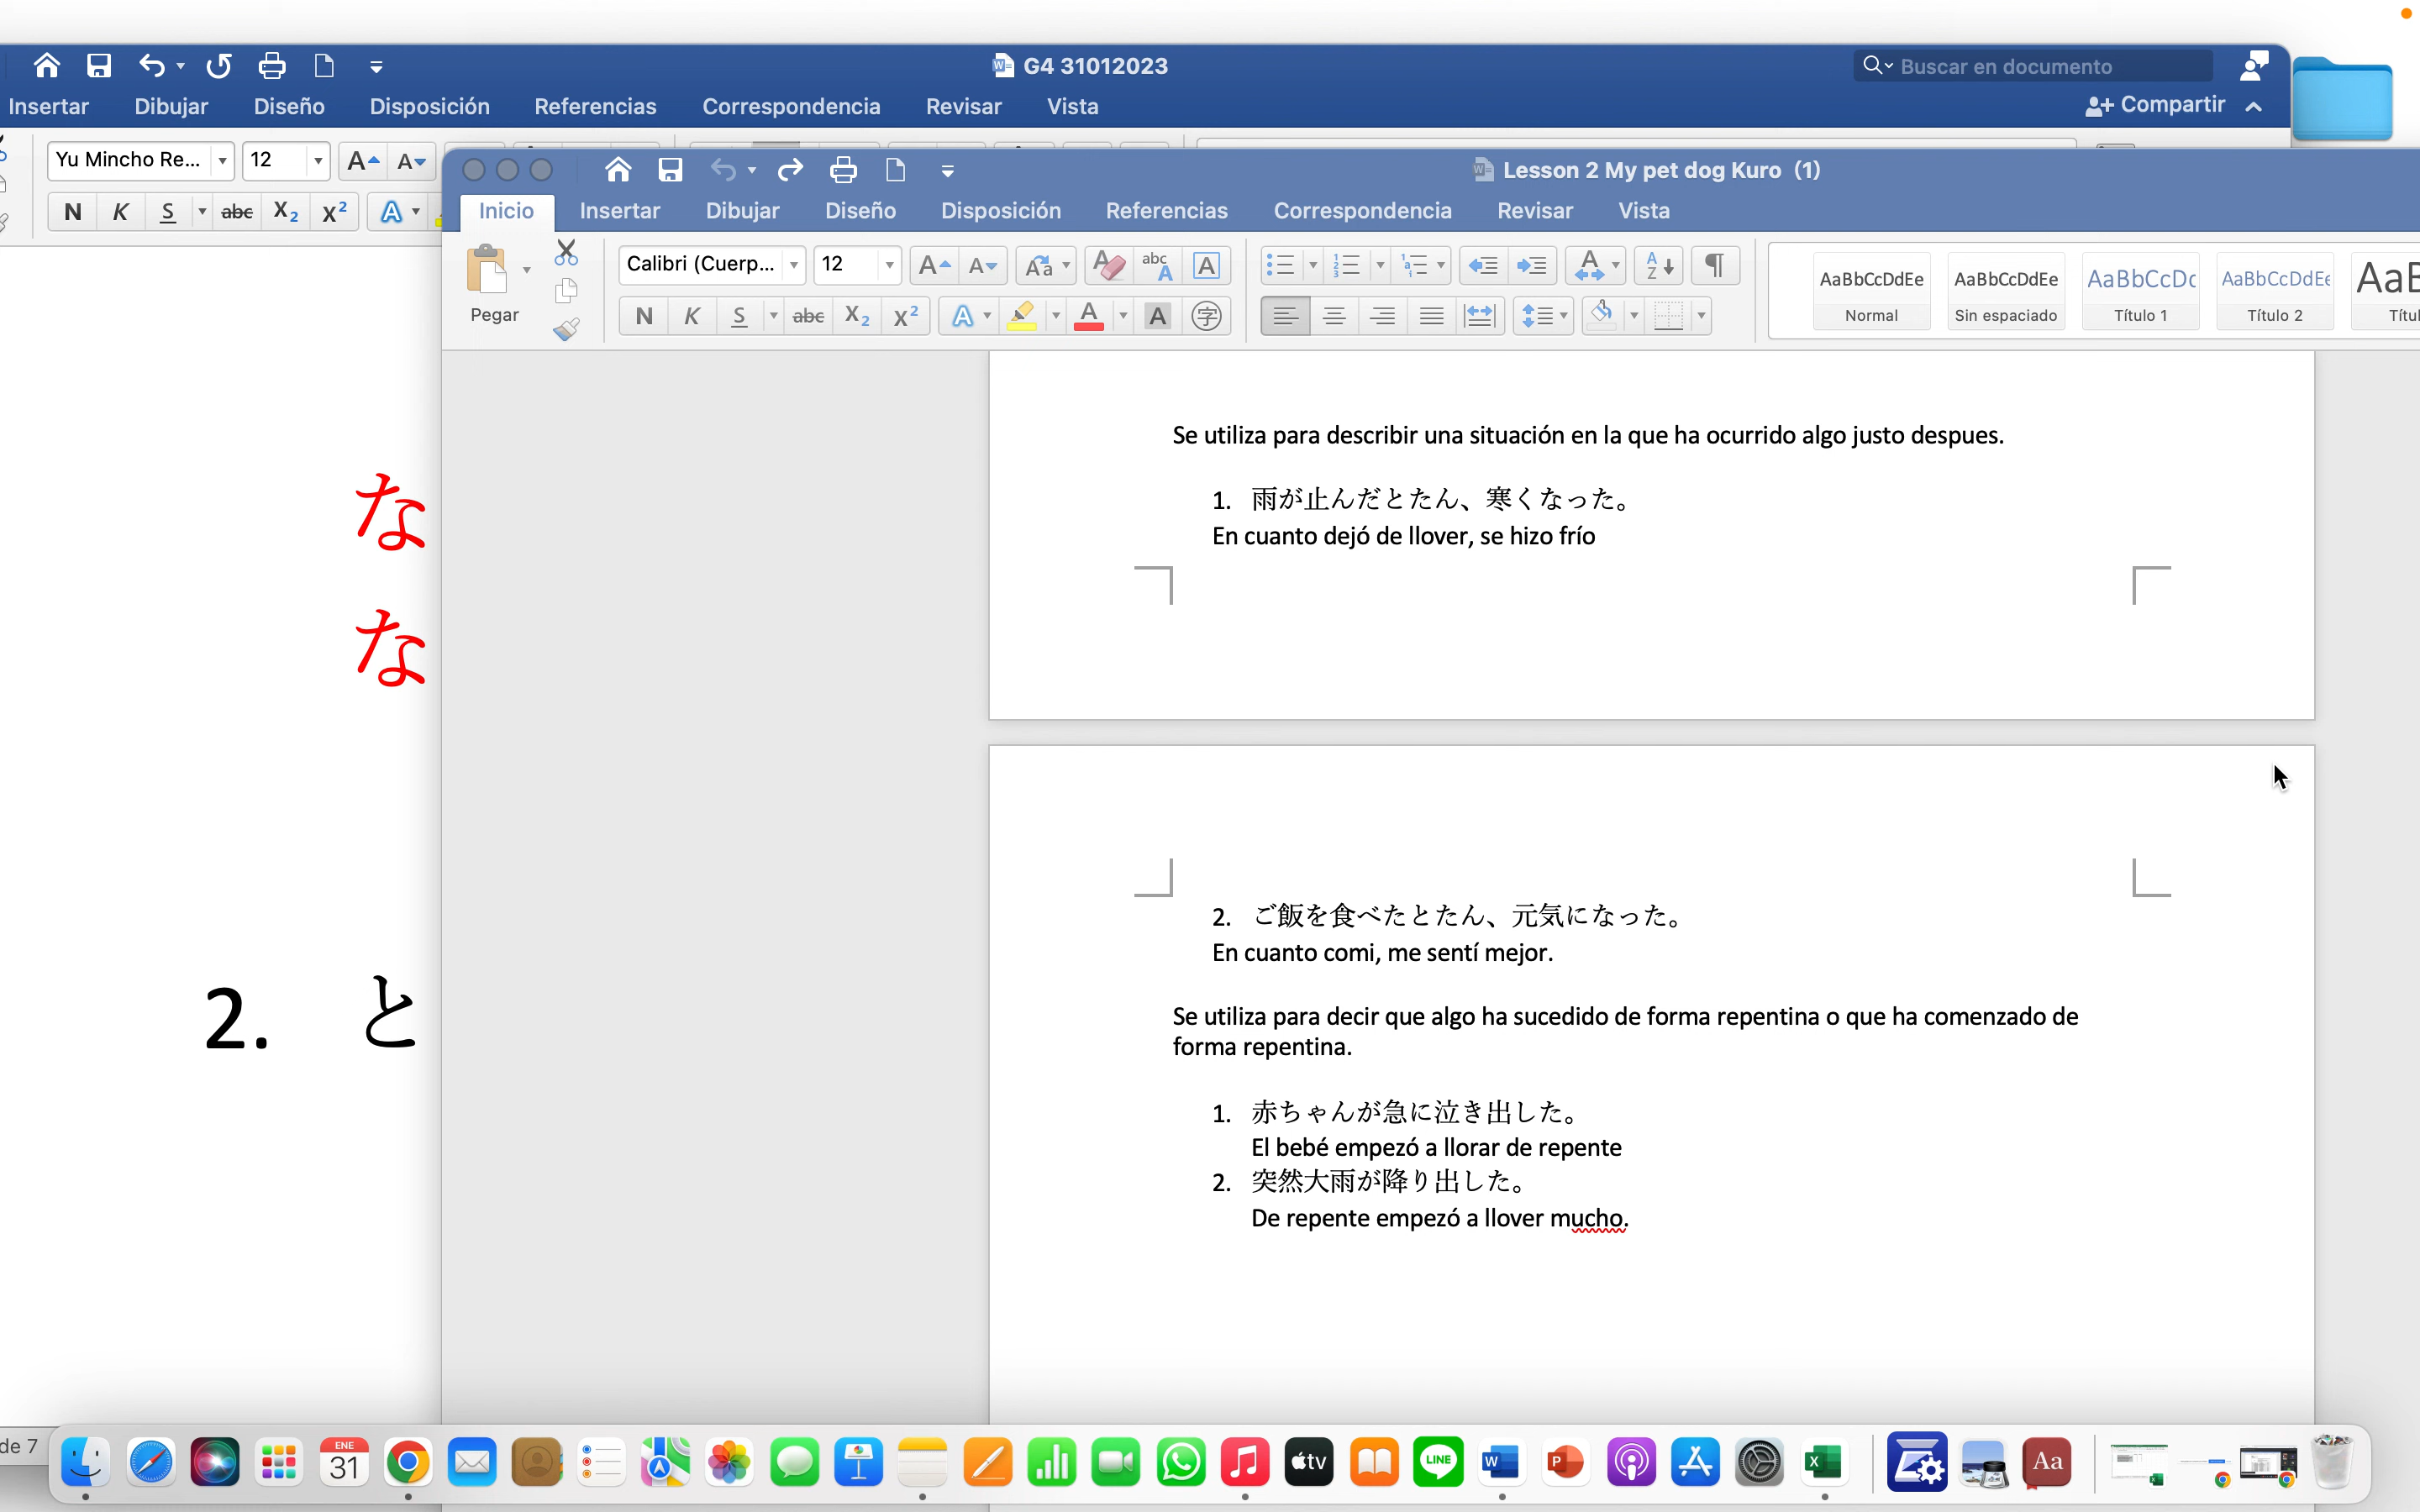 G4 31012023
Buscar en documento
Insertar Dibujar Diseño Disposición Referencias Correspondencia Revisar Vista
Compartir
Yu Mincho Re... 12
Lesson 2 My pet dog Kuro (1)
Inicio Insertar Dibujar Diseño Disposición Referencias Correspondencia Revisar Vista
Pegar
Calibri (Cuerp... 12
N K S abc X₂ X²
N K S abc X₂ X²
AaBbCcDdEe AaBbCcDdEe AaBbCcDc AaBbCcDdEe AaB
Normal Sin espaciado Título 1 Título 2 Títul
な
な
2. と
Se utiliza para describir una situación en la que ha ocurrido algo justo despues.
1. 雨が止んだとたん、寒くなった。
En cuanto dejó de llover, se hizo frío
2. ご飯を食べたとたん、元気になった。
En cuanto comi, me sentí mejor.
Se utiliza para decir que algo ha sucedido de forma repentina o que ha comenzado de
forma repentina.
1. 赤ちゃんが急に泣き出した。
El bebé empezó a llorar de repente
2. 突然大雨が降り出した。
De repente empezó a llover mucho.
de 7
ENE
31
tv
LINE
W
P
X
Aa